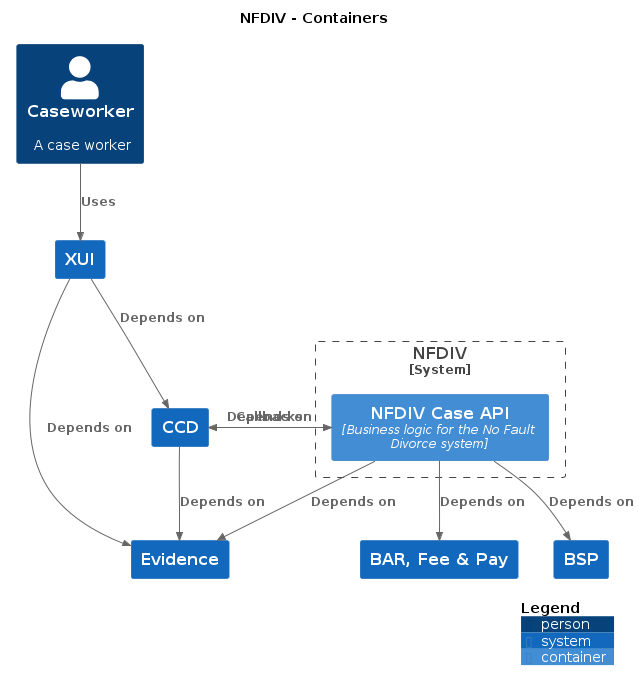 NFDIV - Containers
Caseworker
A case worker
Uses
XUI
Depends on
NFDIV
[System]
NFDIV Case API
[Business logic for the No Fault
Divorce system]
Depends on
CCD
Depends on
Callback
Depends on
Depends on
Depends on
Depends on
Evidence
BAR, Fee & Pay
BSP
Legend
person
system
container